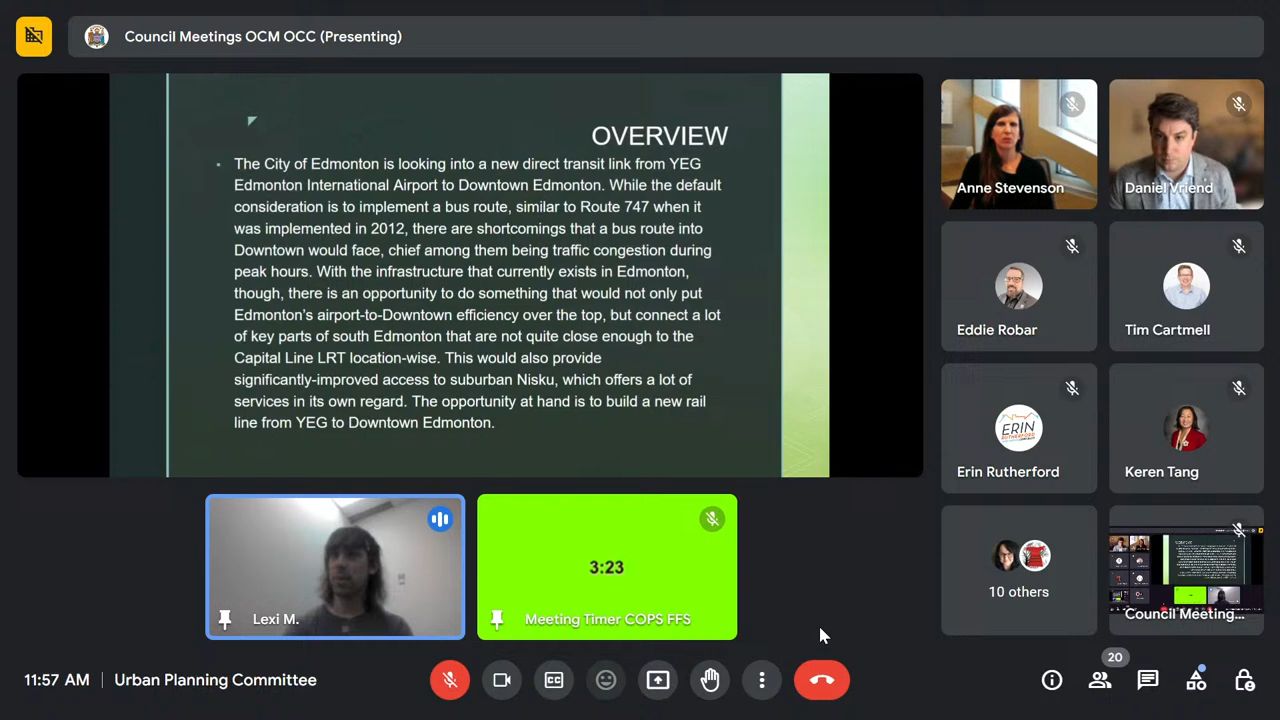 Council Meetings OCM OCC (Presenting)
OVERVIEW
• The City of Edmonton is looking into a new direct transit link from YEG
Edmonton International Airport to Downtown Edmonton. While the default
consideration is to implement a bus route, similar to Route 747 when it
was implemented in 2012, there are shortcomings that a bus route into
Downtown would face, chief among them being traffic congestion during
peak hours. With the infrastructure that currently exists in Edmonton,
though, there is an opportunity to do something that would not only put
Edmonton's airport-to-Downtown efficiency over the top, but connect a lot
of key parts of south Edmonton that are not quite close enough to the
Capital Line LRT location-wise. This would also provide
significantly-improved access to suburban Nisku, which offers a lot of
services in its own regard. The opportunity at hand is to build a new rail
line from YEG to Downtown Edmonton.
Anne Stevenson
Daniel Vriend
Eddie Robar
Tim Cartmell
ERIN
RUTHERFORD
Erin Rutherford
Keren Tang
10 others
Council Meeting...
Lexi M.
3:23
Meeting Timer COPS FFS
11:57 AM | Urban Planning Committee
CC
20